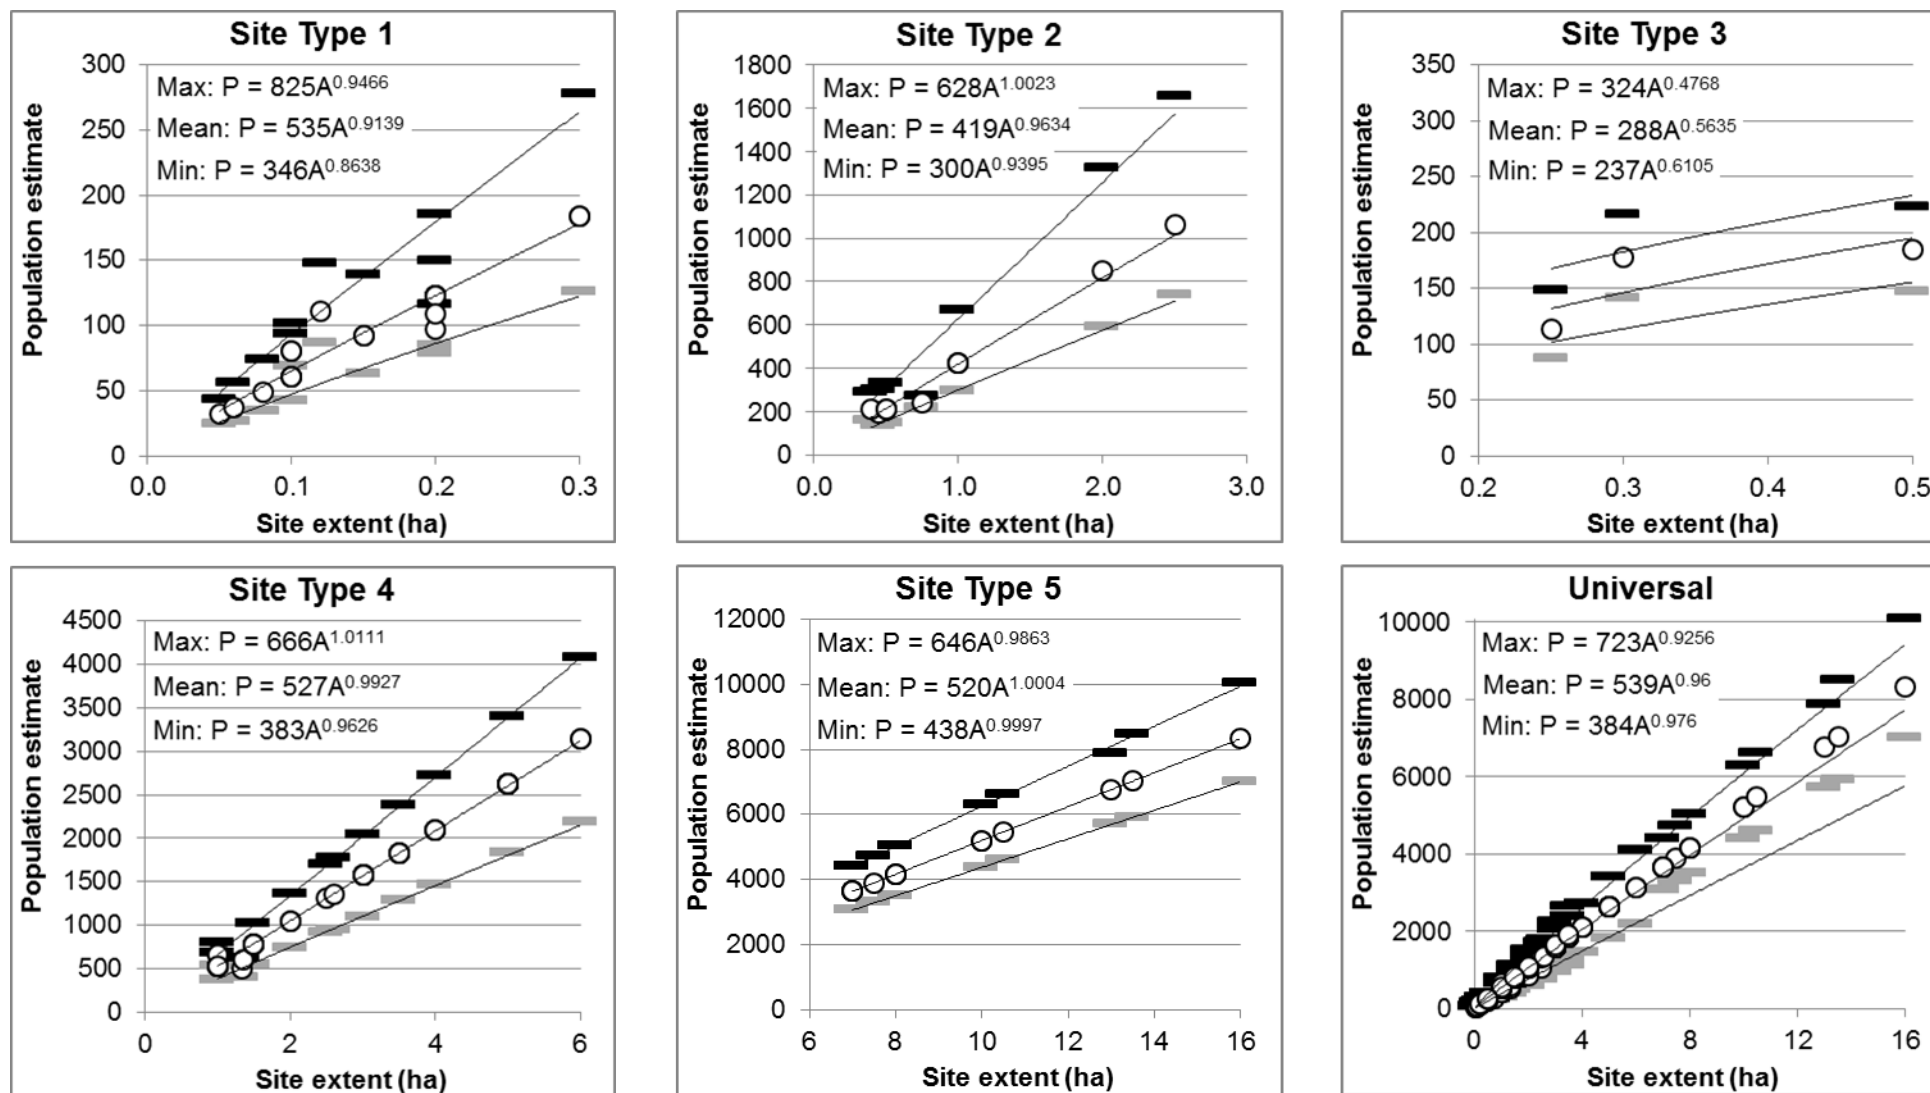 Site Type 1
Population estimate
300
250
200
150
100
50
0
Max: P = 825A^0.9466
Mean: P = 535A^0.9139
Min: P = 346A^0.8638
0.0 0.1 0.2 0.3
Site extent (ha)
Site Type 2
Population estimate
1800
1600
1400
1200
1000
800
600
400
200
0
Max: P = 628A^1.0023
Mean: P = 419A^0.9634
Min: P = 300A^0.9395
0.0 1.0 2.0 3.0
Site extent (ha)
Site Type 3
Population estimate
350
300
250
200
150
100
50
0
Max: P = 324A^0.4768
Mean: P = 288A^0.5635
Min: P = 237A^0.6105
0.2 0.3 0.4 0.5
Site extent (ha)
Site Type 4
Population estimate
4500
4000
3500
3000
2500
2000
1500
1000
500
0
Max: P = 666A^1.0111
Mean: P = 527A^0.9927
Min: P = 383A^0.9626
0 2 4 6
Site extent (ha)
Site Type 5
Population estimate
12000
10000
8000
6000
4000
2000
0
Max: P = 646A^0.9863
Mean: P = 520A^1.0004
Min: P = 438A^0.9997
6 8 10 12 14 16
Site extent (ha)
Universal
Population estimate
10000
8000
6000
4000
2000
0
Max: P = 723A^0.9256
Mean: P = 539A^0.96
Min: P = 384A^0.976
0 4 8 12 16
Site extent (ha)